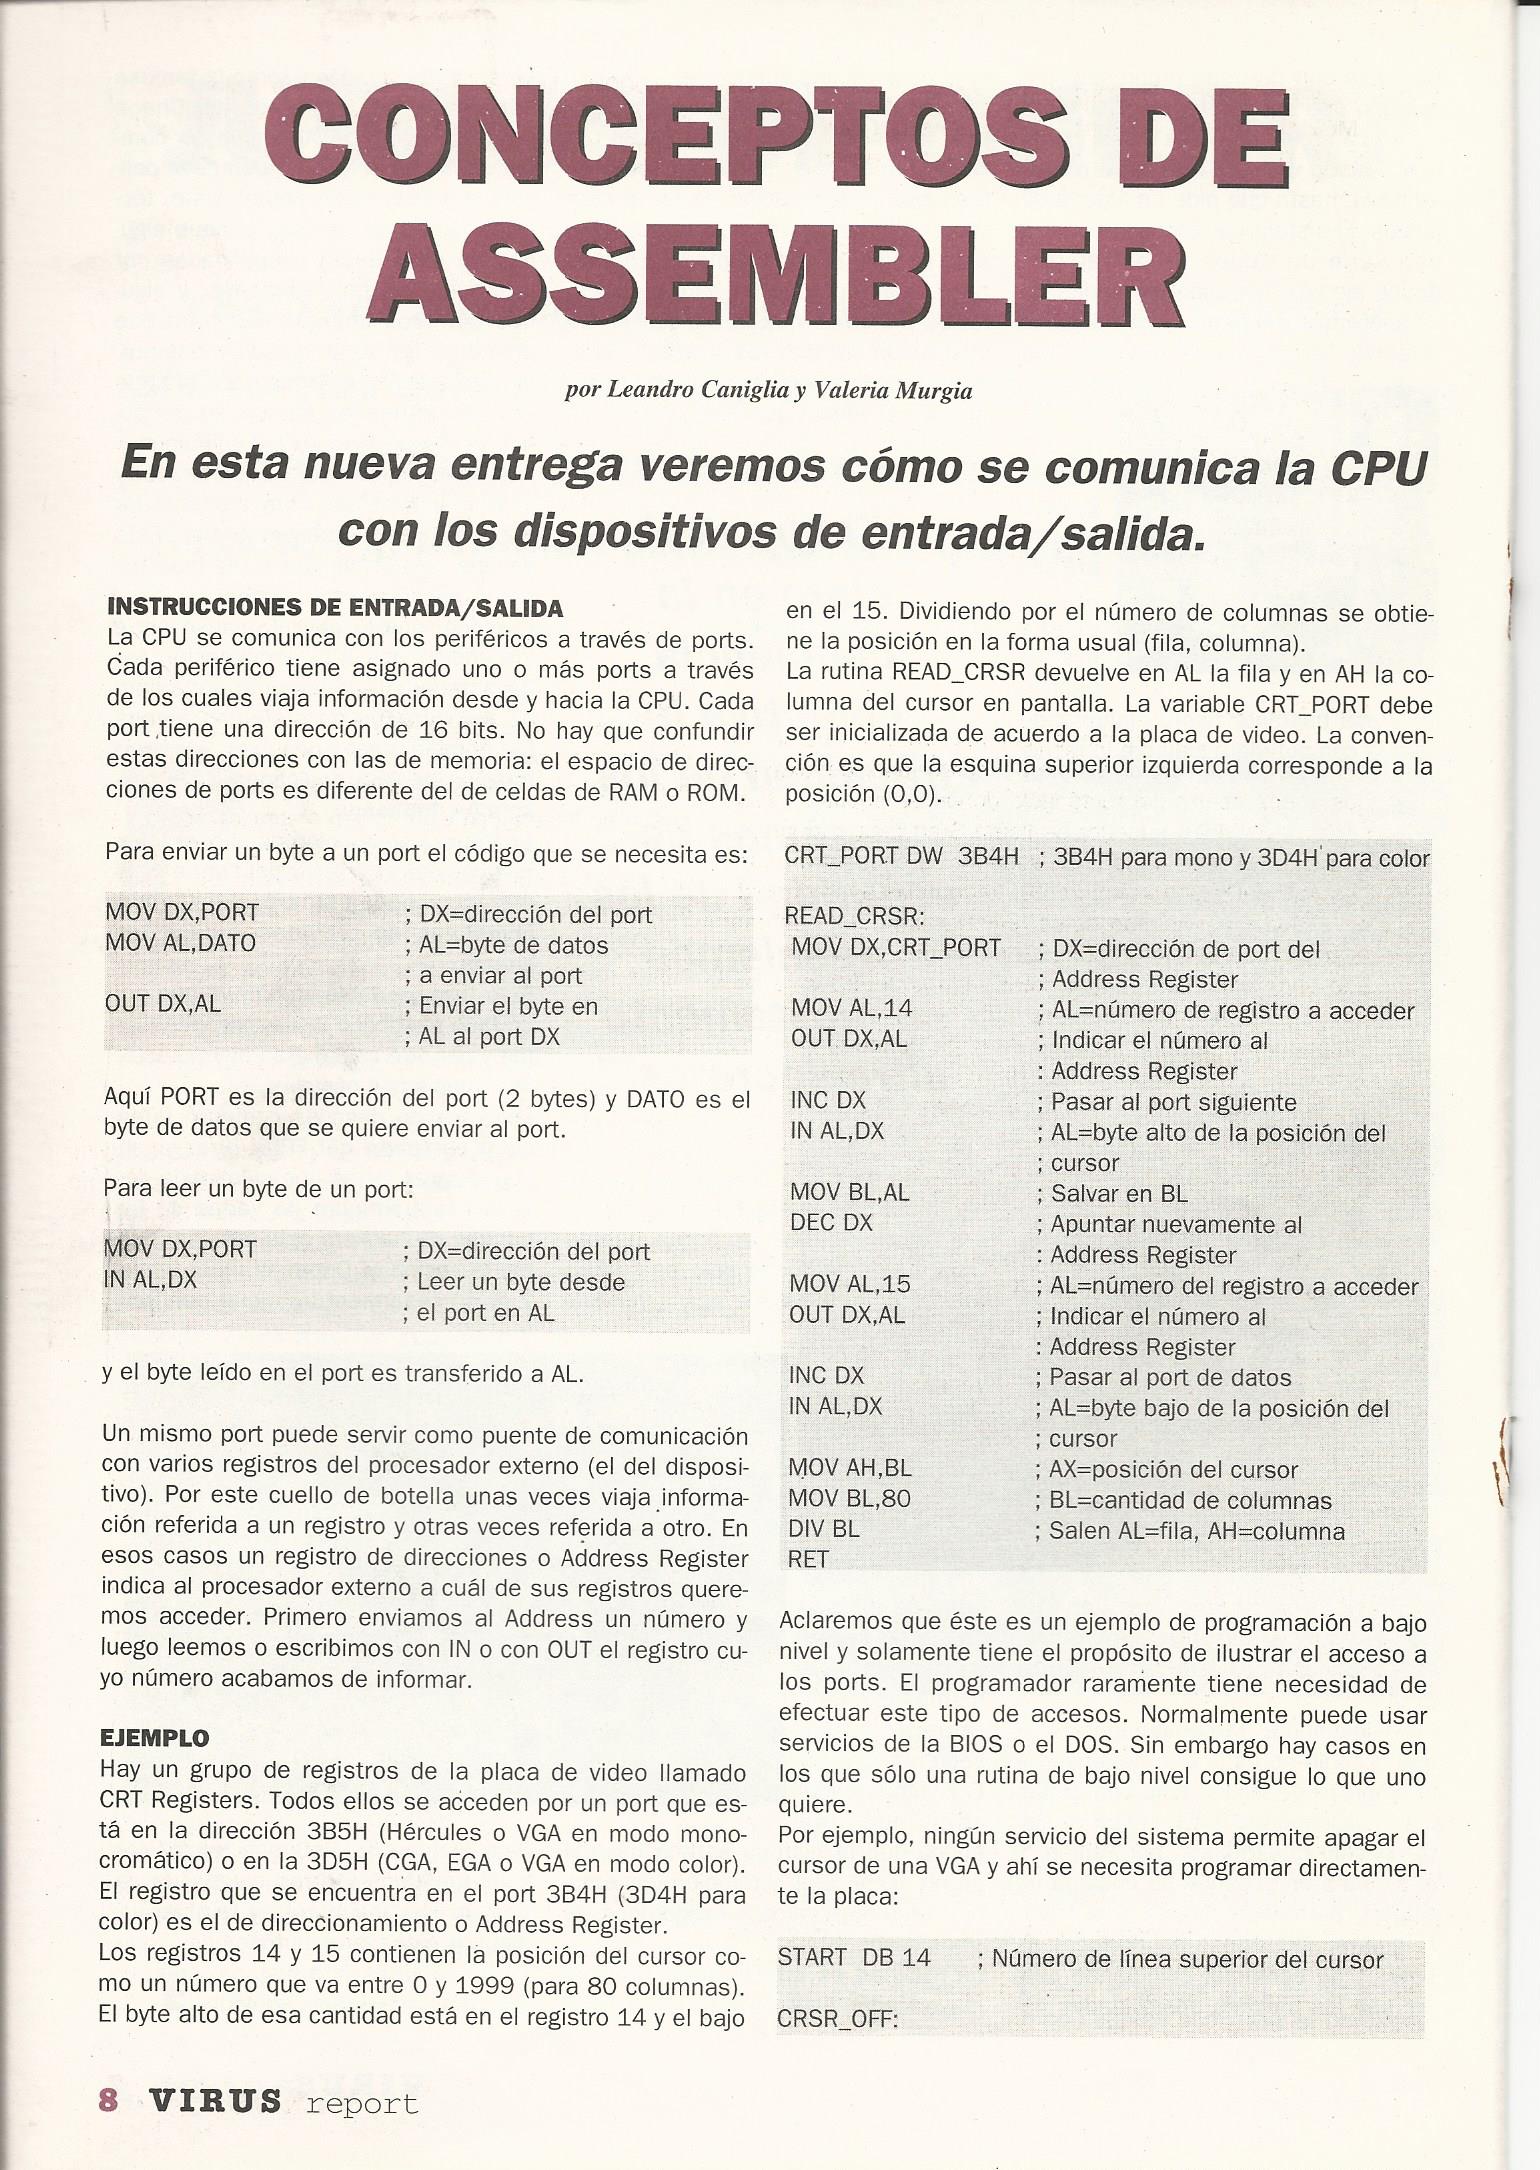 CONCEPTOS DE
ASSEMBLER
por Leandro Caniglia y Valeria Murgia
En esta nueva entrega veremos cómo se comunica la CPU
con los dispositivos de entrada/salida.
INSTRUCCIONES DE ENTRADA/SALIDA
La CPU se comunica con los periféricos a través de ports.
Cada periférico tiene asignado uno o más ports a través
de los cuales viaja información desde y hacia la CPU. Cada
port tiene una dirección de 16 bits. No hay que confundir
estas direcciones con las de memoria: el espacio de direc-
ciones de ports es diferente del de celdas de RAM o ROM.
Para enviar un byte a un port el código que se necesita es:
MOV DX,PORT ; DX=dirección del port
MOV AL,DATO ; AL=byte de datos
; a enviar al port
OUT DX,AL ; Enviar el byte en
; AL al port DX
Aquí PORT es la dirección del port (2 bytes) y DATO es el
byte de datos que se quiere enviar al port.
Para leer un byte de un port:
MOV DX,PORT ; DX=dirección del port
IN AL,DX ; Leer un byte desde
; el port en AL
y el byte leído en el port es transferido a AL.
Un mismo port puede servir como puente de comunicación
con varios registros del procesador externo (el del disposi-
tivo). Por este cuello de botella unas veces viaja informa-
ción referida a un registro y otras veces referida a otro. En
esos casos un registro de direcciones o Address Register
indica al procesador externo a cuál de sus registros quere-
mos acceder. Primero enviamos al Address un número y
luego leemos o escribimos con IN o con OUT el registro cu-
yo número acabamos de informar.
EJEMPLO
Hay un grupo de registros de la placa de video llamado
CRT Registers. Todos ellos se acceden por un port que es-
tá en la dirección 3B5H (Hércules o VGA en modo mono-
cromático) o en la 3D5H (CGA, EGA o VGA en modo color).
El registro que se encuentra en el port 3B4H (3D4H para
color) es el de direccionamiento o Address Register.
Los registros 14 y 15 contienen la posición del cursor co-
mo un número que va entre 0 y 1999 (para 80 columnas).
El byte alto de esa cantidad está en el registro 14 y el bajo
en el 15. Dividiendo por el número de columnas se obtie-
ne la posición en la forma usual (fila, columna).
La rutina READ_CRSR devuelve en AL la fila y en AH la co-
lumna del cursor en pantalla. La variable CRT_PORT debe
ser inicializada de acuerdo a la placa de video. La conven-
ción es que la esquina superior izquierda corresponde a la
posición (0,0).
CRT_PORT DW 3B4H ; 3B4H para mono y 3D4H para color
READ_CRSR:
MOV DX,CRT_PORT ; DX=dirección de port del
; Address Register
MOV AL,14 ; AL=número de registro a acceder
OUT DX,AL ; Indicar el número al
: Address Register
INC DX ; Pasar al port siguiente
IN AL,DX ; AL=byte alto de la posición del
; cursor
MOV BL,AL ; Salvar en BL
DEC DX ; Apuntar nuevamente al
: Address Register
MOV AL,15 ; AL=número del registro a acceder
OUT DX,AL ; Indicar el número al
: Address Register
INC DX ; Pasar al port de datos
IN AL,DX ; AL=byte bajo de la posición del
; cursor
MOV AH,BL ; AX=posición del cursor
MOV BL,80 ; BL=cantidad de columnas
DIV BL ; Salen AL=fila, AH=columna
RET
Aclaremos que éste es un ejemplo de programación a bajo
nivel y solamente tiene el propósito de ilustrar el acceso a
los ports. El programador raramente tiene necesidad de
efectuar este tipo de accesos. Normalmente puede usar
servicios de la BIOS o el DOS. Sin embargo hay casos en
los que sólo una rutina de bajo nivel consigue lo que uno
quiere.
Por ejemplo, ningún servicio del sistema permite apagar el
cursor de una VGA y ahí se necesita programar directamen-
te la placa:
START DB 14 ; Número de línea superior del cursor
CRSR_OFF:
8 VIRUS report